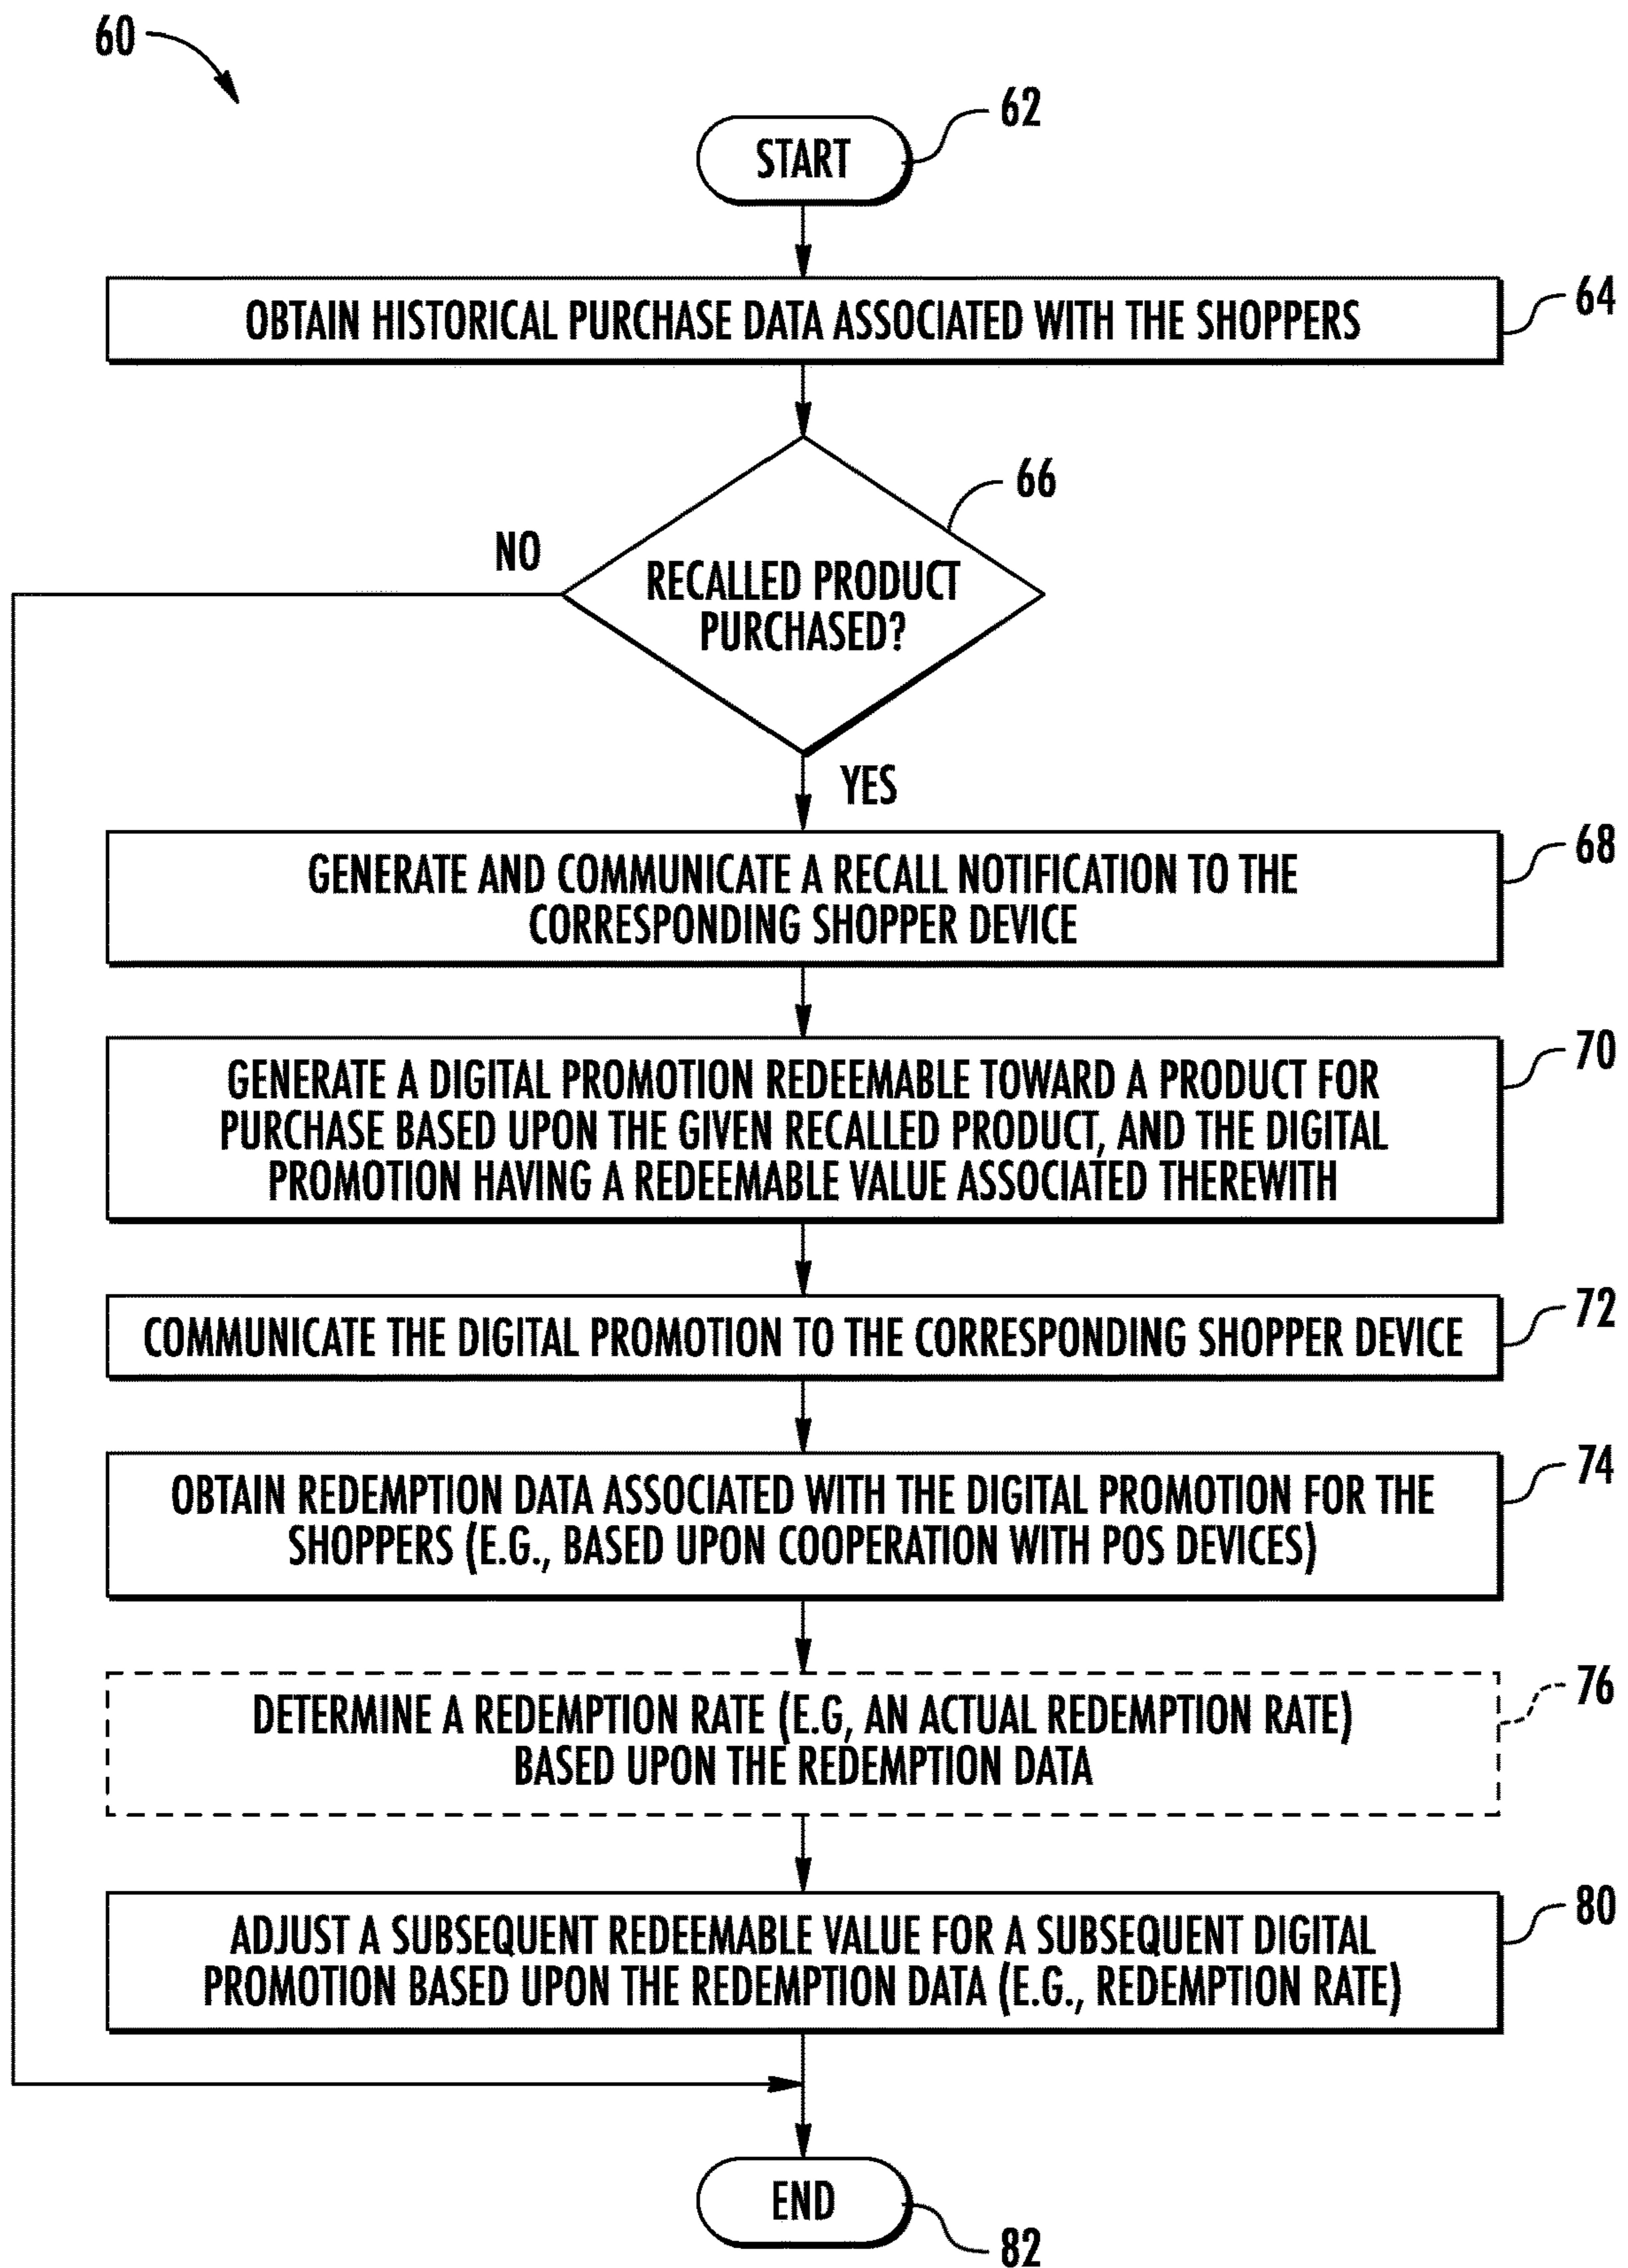 60
62
START
64
OBTAIN HISTORICAL PURCHASE DATA ASSOCIATED WITH THE SHOPPERS
66
NO
RECALLED PRODUCT
PURCHASED?
YES
68
GENERATE AND COMMUNICATE A RECALL NOTIFICATION TO THE
CORRESPONDING SHOPPER DEVICE
70
GENERATE A DIGITAL PROMOTION REDEEMABLE TOWARD A PRODUCT FOR
PURCHASE BASED UPON THE GIVEN RECALLED PRODUCT, AND THE DIGITAL
PROMOTION HAVING A REDEEMABLE VALUE ASSOCIATED THEREWITH
72
COMMUNICATE THE DIGITAL PROMOTION TO THE CORRESPONDING SHOPPER DEVICE
74
OBTAIN REDEMPTION DATA ASSOCIATED WITH THE DIGITAL PROMOTION FOR THE
SHOPPERS (E.G., BASED UPON COOPERATION WITH POS DEVICES)
76
DETERMINE A REDEMPTION RATE (E.G, AN ACTUAL REDEMPTION RATE)
BASED UPON THE REDEMPTION DATA
80
ADJUST A SUBSEQUENT REDEEMABLE VALUE FOR A SUBSEQUENT DIGITAL
PROMOTION BASED UPON THE REDEMPTION DATA (E.G., REDEMPTION RATE)
END
82